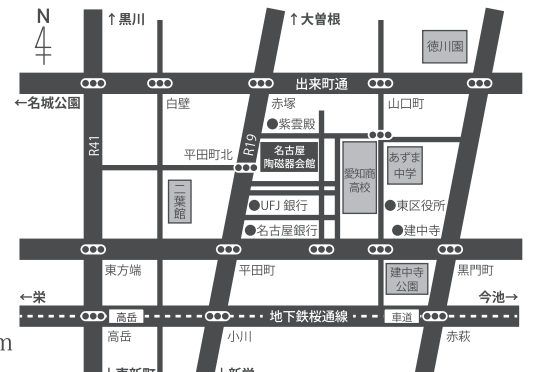 N
↑黒川
↑大曽根
徳川園
出来町通
←名城公園
白壁
赤塚
山口町
●紫雲殿
R41
R19
平田町北
名古屋
陶磁器会館
愛知商
高校
あずま
中学
二葉館
●UFJ 銀行
●東区役所
●名古屋銀行
●建中寺
東方端
平田町
建中寺
公園
黒門町
←栄
今池→
高岳
地下鉄桜通線
車道
高岳
小川
赤萩
m